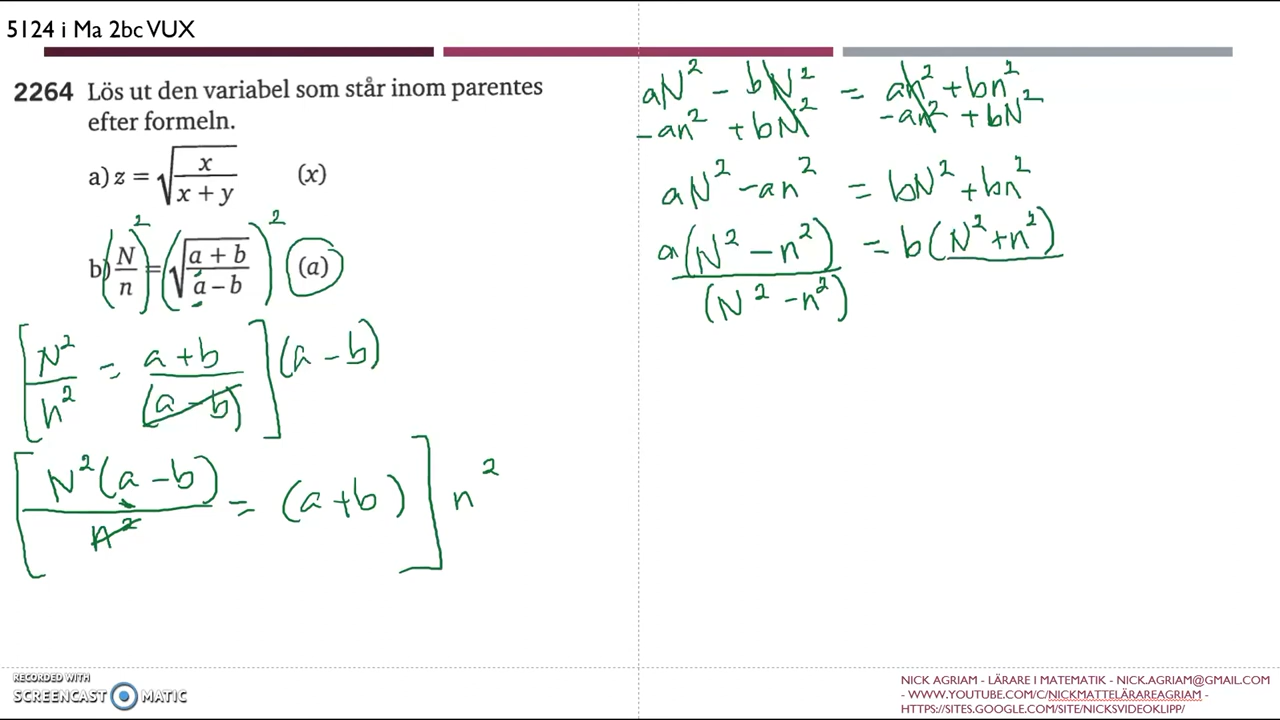 5124 i Ma 2bc VUX
2264 Lös ut den variabel som står inom parentes
efter formeln.
a) z = √(x/(x + y)) (x)
b) (N/n)² = (√((a + b)/(a – b)))² (a)
[N²/n² = (a + b)/(a – b)] (a – b)
[N²(a – b)/n² = (a + b)] n²
aN² – bN² = an² + bn²
–an² + bN² –an² + bN²
aN² – an² = bN² + bn²
a(N² – n²)/(N² – n²) = b(N² + n²)
RECORDED WITH
SCREENCAST MATIC
NICK AGRIAM - LÄRARE I MATEMATIK - NICK.AGRIAM@GMAIL.COM
- WWW.YOUTUBE.COM/C/NICKMATTELÄRAREAGRIAM -
HTTPS://SITES.GOOGLE.COM/SITE/NICKSVIDEOKLIPP/